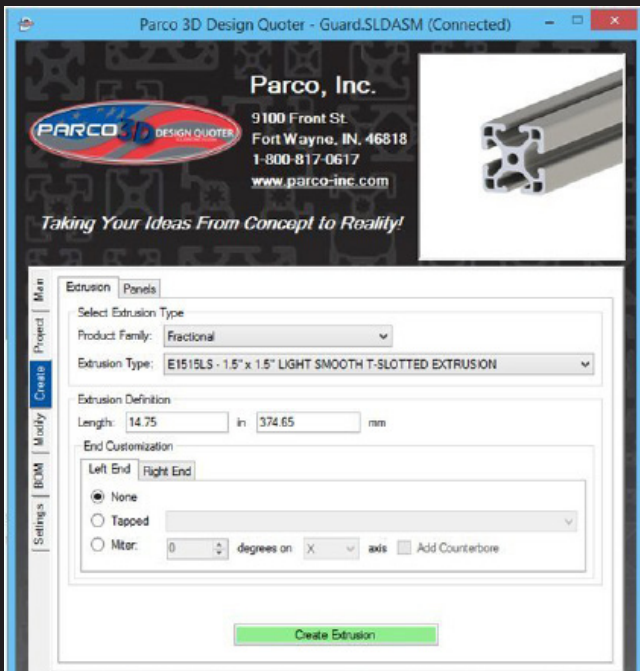 Parco 3D Design Quoter - Guard.SLDASM (Connected)
Parco, Inc.
9100 Front St.
Fort Wayne, IN, 46818
1-800-817-0617
www.parco-inc.com
PARCO 3D DESIGN QUOTER
Taking Your Ideas From Concept to Reality!
Main
Project
Create
Modify
BOM
Settings
Extrusion Panels
Select Extrusion Type
Product Family: Fractional
Extrusion Type: E1515LS - 1.5" x 1.5" LIGHT SMOOTH T-SLOTTED EXTRUSION
Extrusion Definition
Length: 14.75 in 374.65 mm
End Customization
Left End Right End
None
Tapped
Miter: 0 degrees on X axis Add Counterbore
Create Extrusion